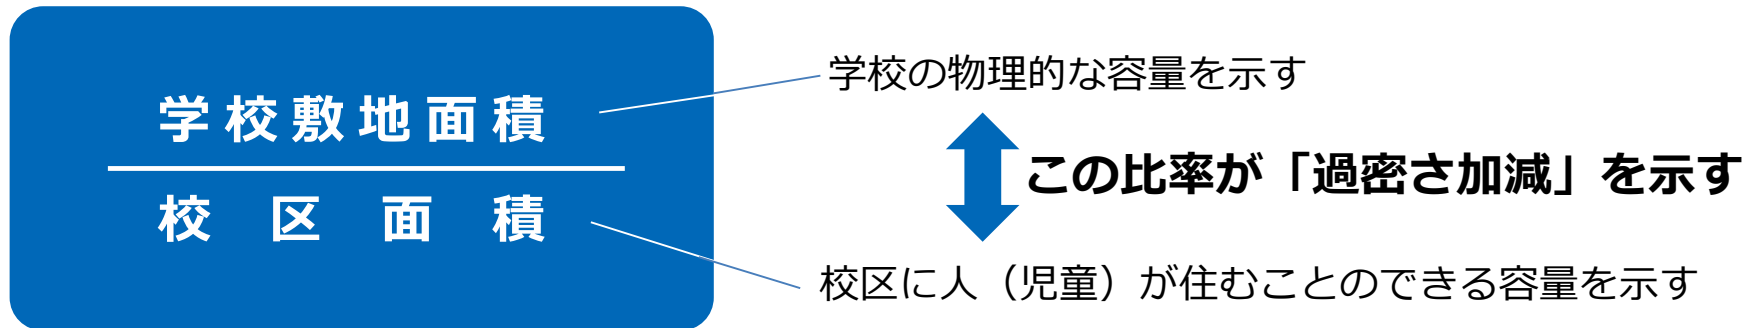 学校敷地面積
校区面積
学校の物理的な容量を示す
この比率が「過密さ加減」を示す
校区に人（児童）が住むことのできる容量を示す